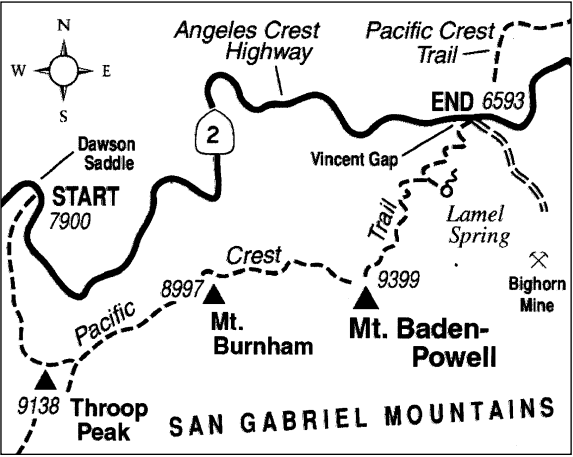 N
W E
S
Angeles Crest
Highway
Pacific Crest
Trail
END 6593
2
Vincent Gap
Dawson
Saddle
START
7900
Trail
Lamel
Spring
Bighorn
Mine
Pacific
Crest
8997
Mt.
Burnham
9399
Mt. Baden-
Powell
9138
Throop
Peak
SAN GABRIEL MOUNTAINS